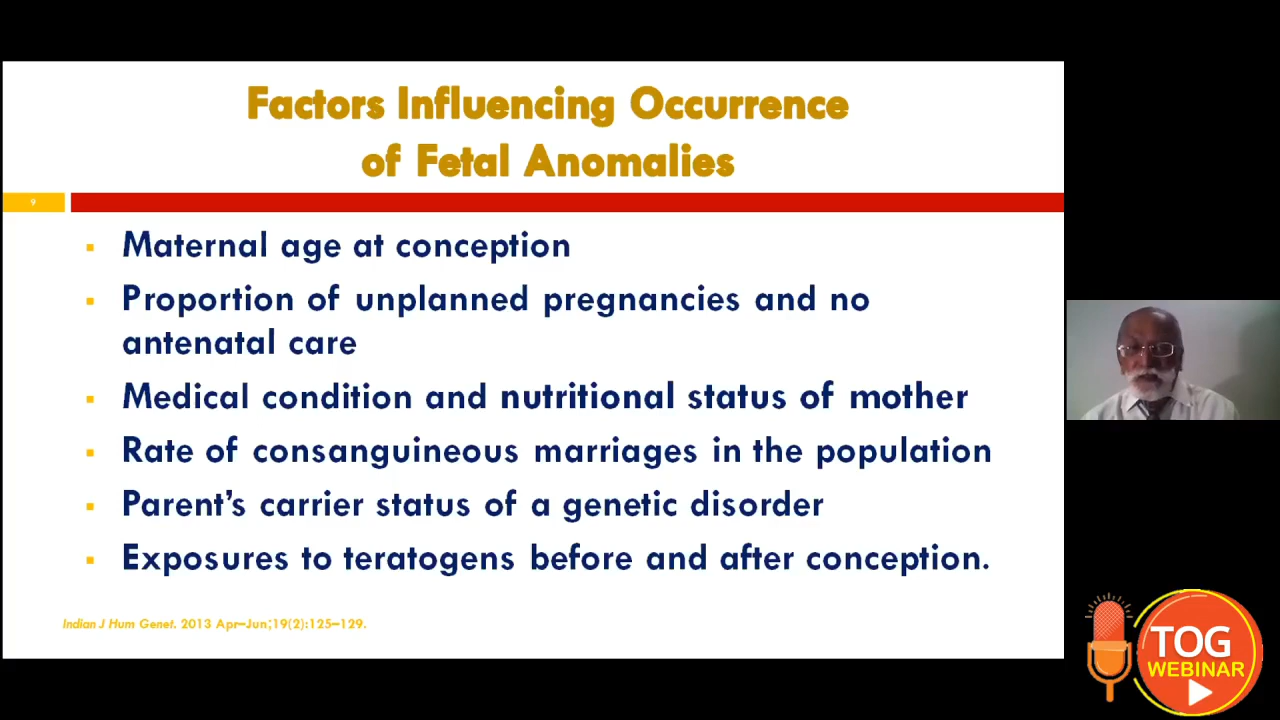 Factors Influencing Occurrence
of Fetal Anomalies
9
▪ Maternal age at conception
▪ Proportion of unplanned pregnancies and no
antenatal care
▪ Medical condition and nutritional status of mother
▪ Rate of consanguineous marriages in the population
▪ Parent’s carrier status of a genetic disorder
▪ Exposures to teratogens before and after conception.
Indian J Hum Genet. 2013 Apr–Jun;19(2):125–129.
TOG
WEBINAR